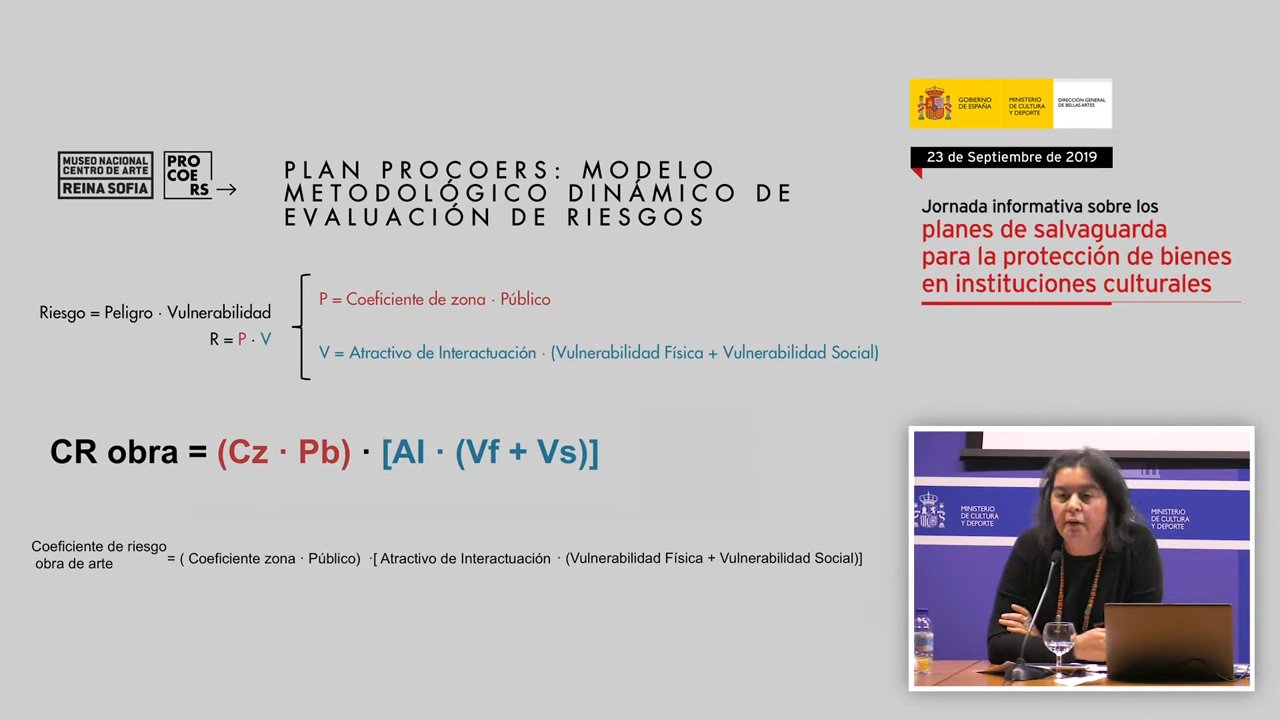 MUSEO NACIONAL
CENTRO DE ARTE
REINA SOFIA
PRO
COE
RS
PLAN PROCOERS: MODELO
METODOLÓGICO DINÁMICO DE
EVALUACIÓN DE RIESGOS
Riesgo = Peligro · Vulnerabilidad
R = P · V
P = Coeficiente de zona · Público
V = Atractivo de Interactuación · (Vulnerabilidad Física + Vulnerabilidad Social)
CR obra = (Cz · Pb) · [AI · (Vf + Vs)]
Coeficiente de riesgo
obra de arte
= ( Coeficiente zona · Público) ·[ Atractivo de Interactuación · (Vulnerabilidad Física + Vulnerabilidad Social)]
GOBIERNO
DE ESPAÑA
MINISTERIO
DE CULTURA
Y DEPORTE
DIRECCIÓN GENERAL
DE BELLAS ARTES
23 de Septiembre de 2019
Jornada informativa sobre los
planes de salvaguarda
para la protección de bienes
en instituciones culturales
MINISTERIO
DE CULTURA
Y DEPORTE
MINISTERIO
DE CULTURA
Y DEPORTE